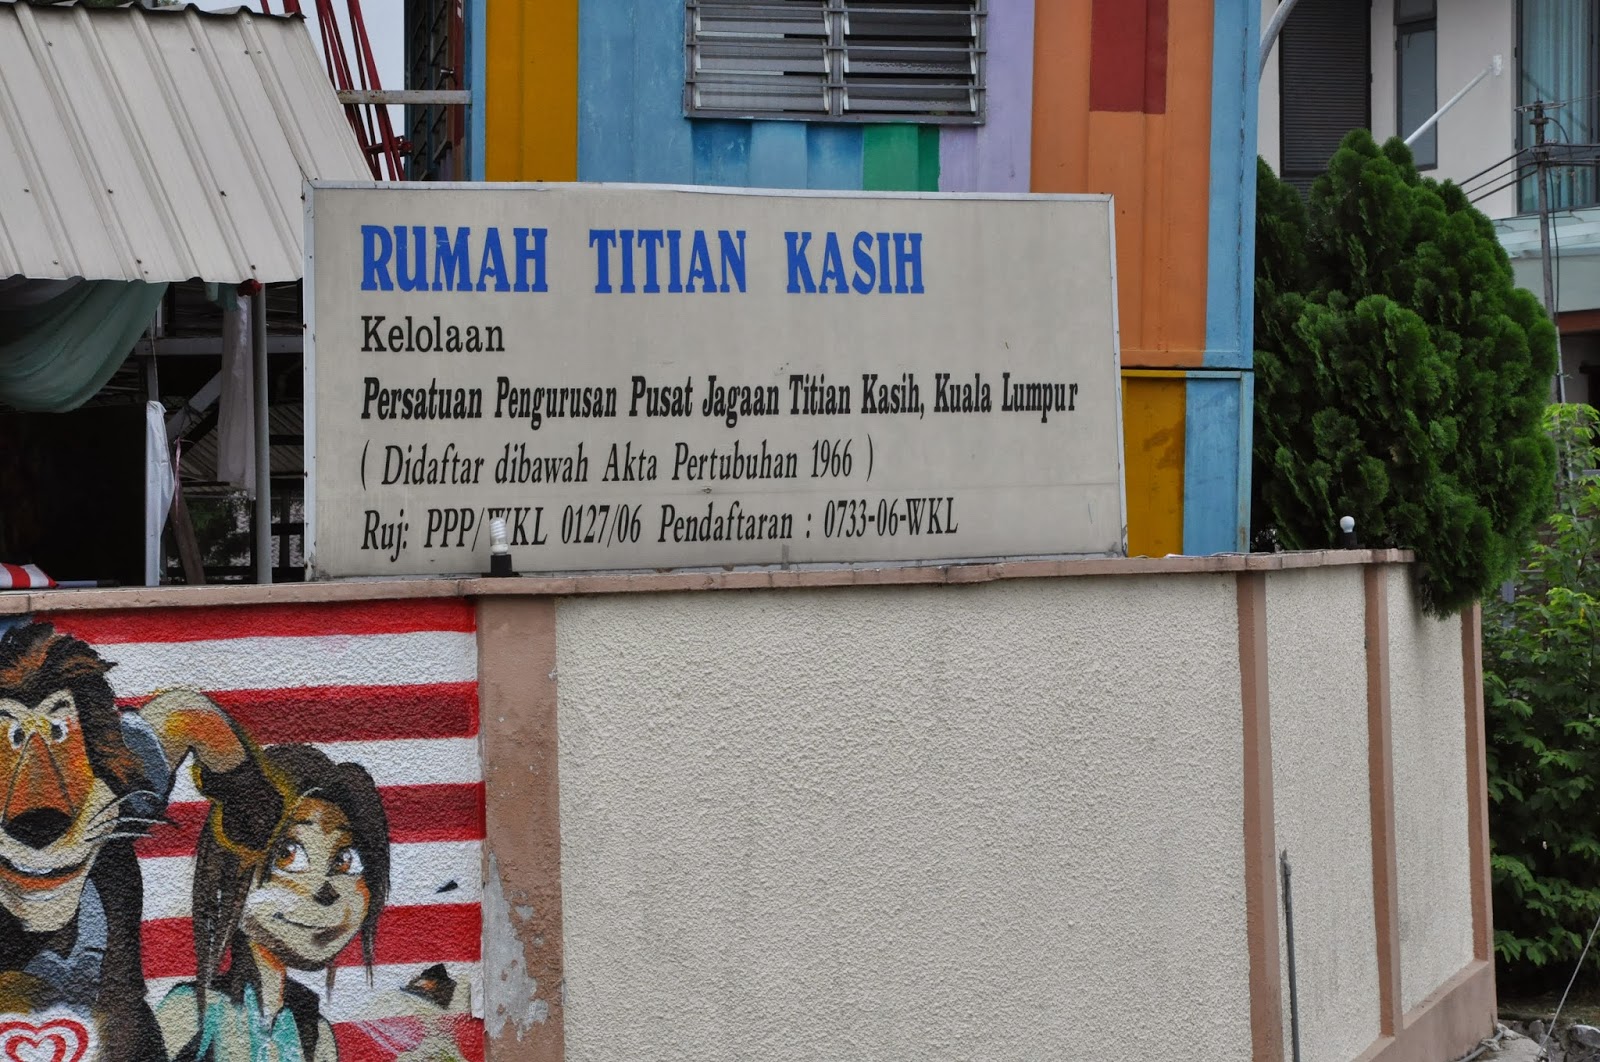 RUMAH TITIAN KASIH
Kelolaan
Persatuan Pengurusan Pusat Jagaan Titian Kasih, Kuala Lumpur
( Didaftar dibawah Akta Pertubuhan 1966 )
Ruj: PPP/WKL 0127/06 Pendaftaran : 0733-06-WKL